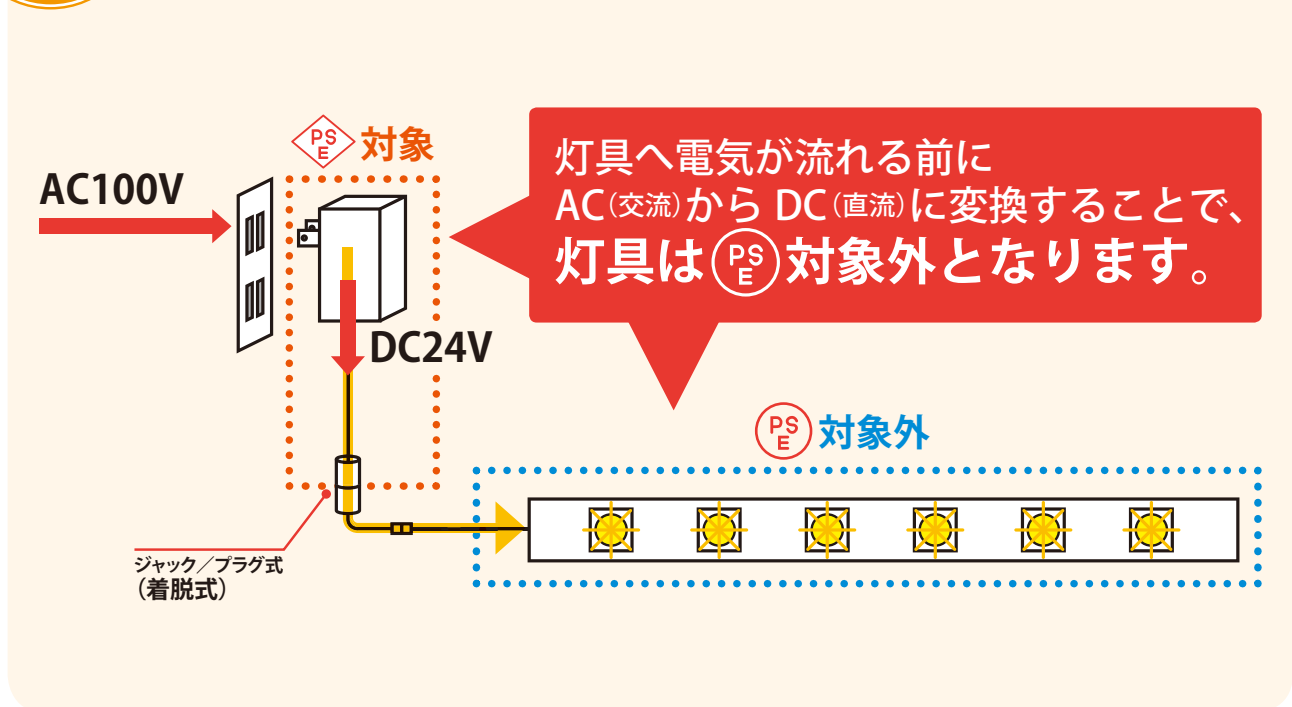 PSE 対象
AC100V
灯具へ電気が流れる前に
AC(交流)から DC(直流)に変換することで、
灯具は PSE 対象外となります。
DC24V
PSE 対象外
ジャック／プラグ式
（着脱式）